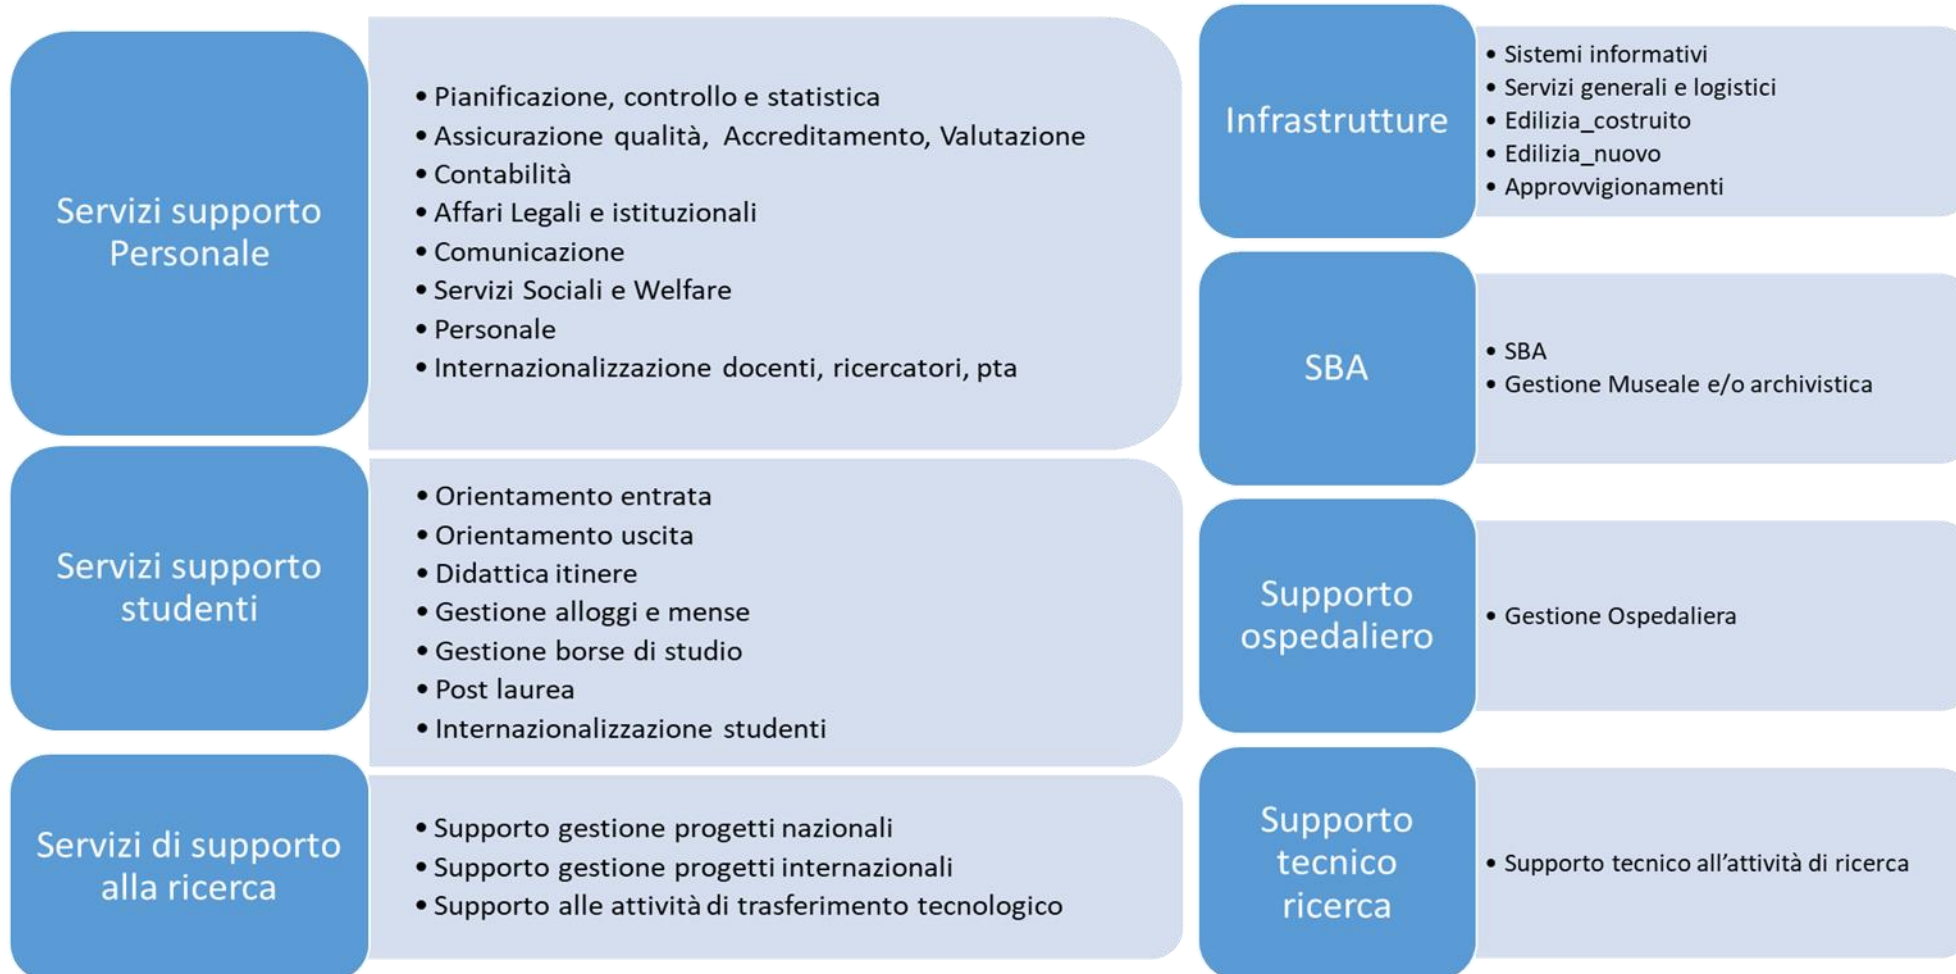 Servizi supporto
Personale
• Pianificazione, controllo e statistica
• Assicurazione qualità, Accreditamento, Valutazione
• Contabilità
• Affari Legali e istituzionali
• Comunicazione
• Servizi Sociali e Welfare
• Personale
• Internazionalizzazione docenti, ricercatori, pta
Servizi supporto
studenti
• Orientamento entrata
• Orientamento uscita
• Didattica itinere
• Gestione alloggi e mense
• Gestione borse di studio
• Post laurea
• Internazionalizzazione studenti
Servizi di supporto
alla ricerca
• Supporto gestione progetti nazionali
• Supporto gestione progetti internazionali
• Supporto alle attività di trasferimento tecnologico
Infrastrutture
• Sistemi informativi
• Servizi generali e logistici
• Edilizia_costruito
• Edilizia_nuovo
• Approvvigionamenti
SBA
• SBA
• Gestione Museale e/o archivistica
Supporto
ospedaliero
• Gestione Ospedaliera
Supporto
tecnico
ricerca
• Supporto tecnico all’attività di ricerca